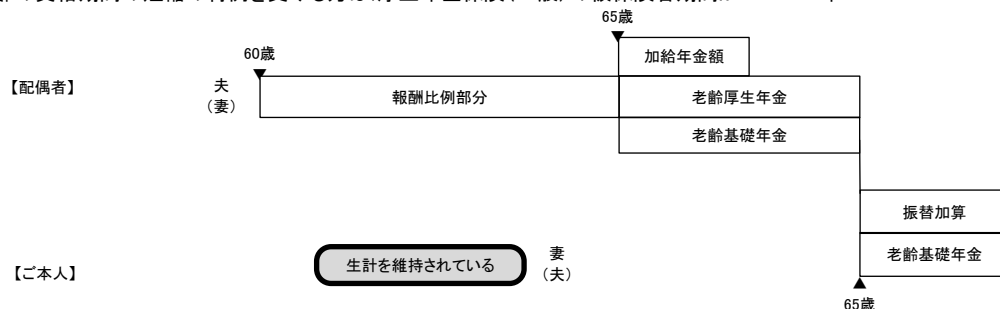 65歳
60歳
加給年金額
【配偶者】
夫
（妻）
報酬比例部分
老齢厚生年金
老齢基礎年金
振替加算
【ご本人】
生計を維持されている
妻
（夫）
老齢基礎年金
65歳